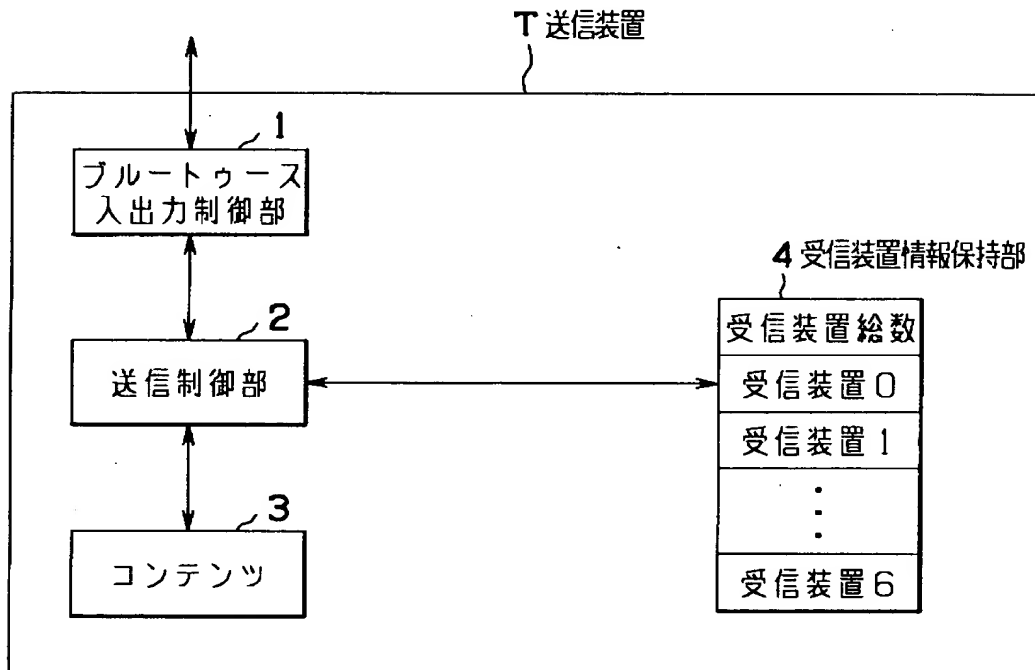 T 送信装置
1
ブルートゥース
入出力制御部
2
送信制御部
3
コンテンツ
4 受信装置情報保持部
受信装置総数
受信装置0
受信装置1
受信装置6